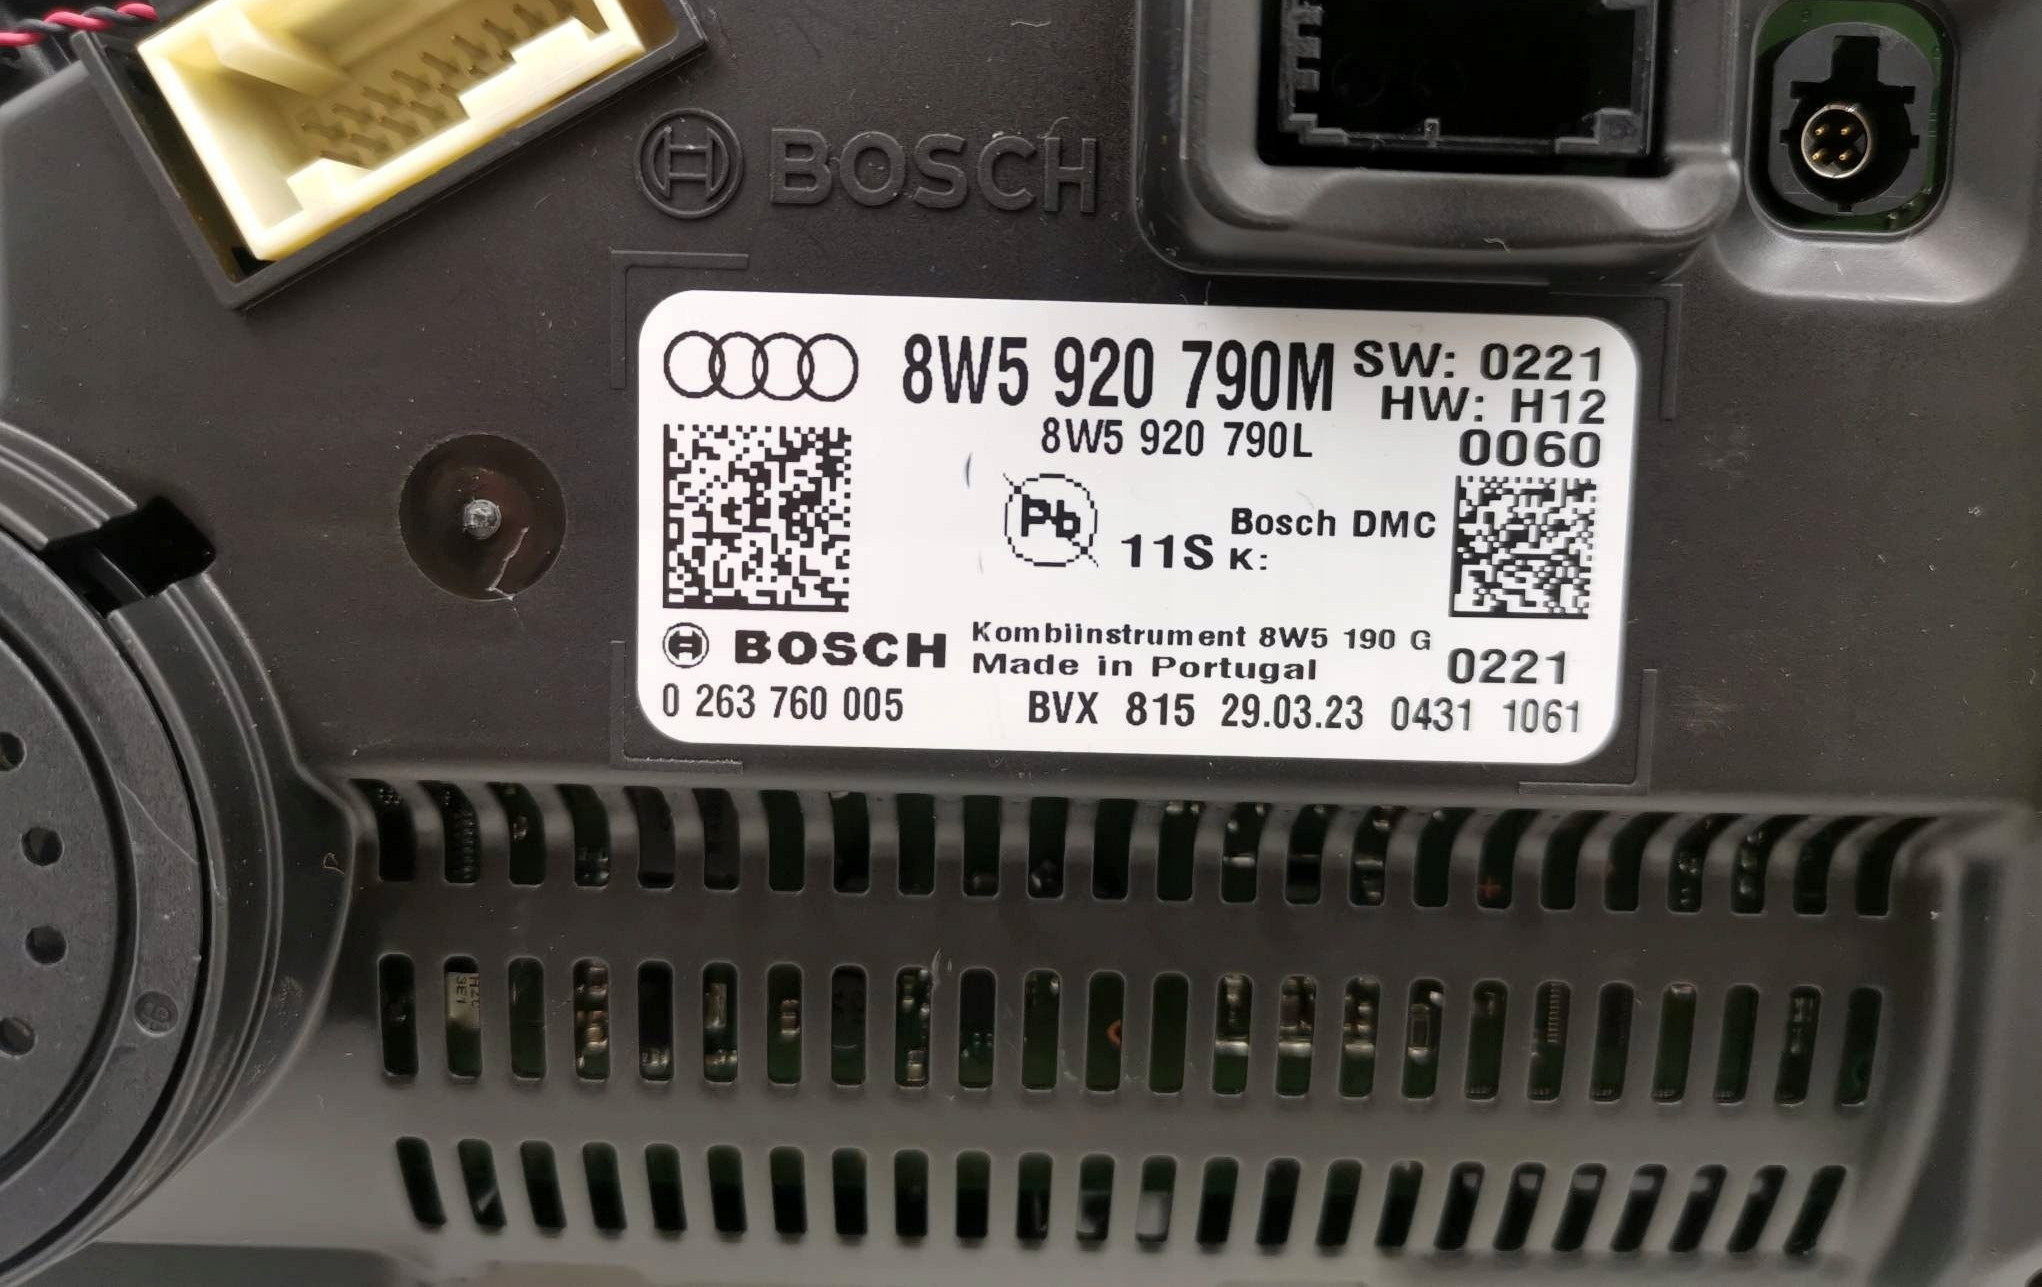 BOSCH
8W5 920 790M SW: 0221
HW: H12
8W5 920 790L 0060
Pb
11S Bosch DMC
K:
BOSCH Kombiinstrument 8W5 190 G
Made in Portugal 0221
0 263 760 005 BVX 815 29.03.23 0431 1061